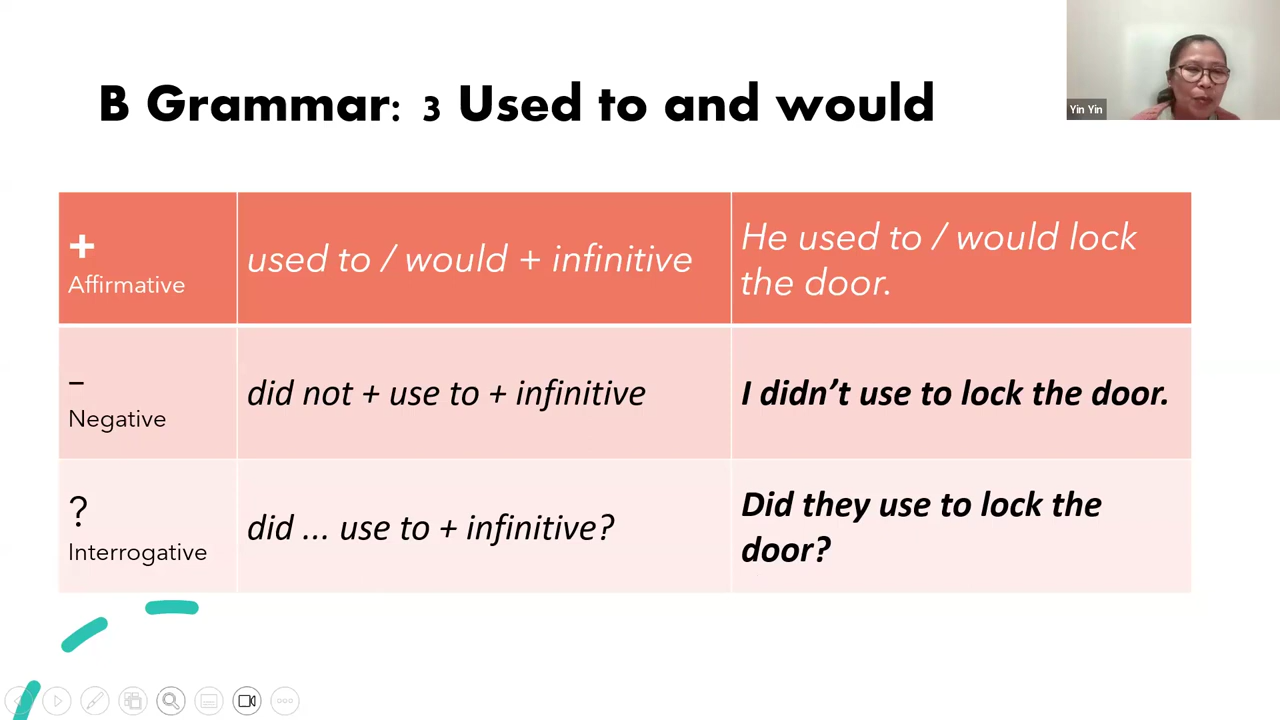 B Grammar: 3 Used to and would
Yin Yin
+
Affirmative
used to / would + infinitive
He used to / would lock
the door.
–
Negative
did not + use to + infinitive
I didn’t use to lock the door.
?
Interrogative
did ... use to + infinitive?
Did they use to lock the
door?